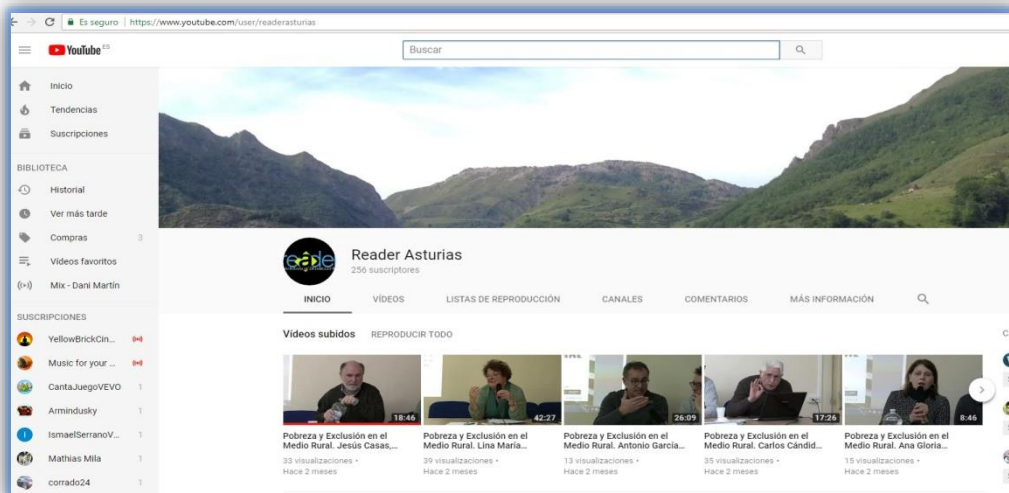 Es seguro | https://www.youtube.com/user/readerasturias
YouTube ES
Buscar
Inicio
Tendencias
Suscripciones
BIBLIOTECA
Historial
Ver más tarde
Compras 3
Vídeos favoritos
Mix - Dani Martín
SUSCRIPCIONES
YellowBrickCin...
Music for your ...
CantaJuegoVEVO 1
Armindusky 1
IsmaelSerranoV... 1
Mathias Mila 1
corrado24 1
Reader Asturias
256 suscriptores
INICIO VÍDEOS LISTAS DE REPRODUCCIÓN CANALES COMENTARIOS MÁS INFORMACIÓN
Vídeos subidos REPRODUCIR TODO
18:46 42:27 26:09 17:26 8:46
Pobreza y Exclusión en el Pobreza y Exclusión en el Pobreza y Exclusión en el Pobreza y Exclusión en el Pobreza y Exclusión en el
Medio Rural. Jesús Casas,... Medio Rural. Lina María... Medio Rural. Antonio García... Medio Rural. Carlos Cándid... Medio Rural. Ana Gloria...
33 visualizaciones • 39 visualizaciones • 13 visualizaciones • 35 visualizaciones • 15 visualizaciones •
Hace 2 meses Hace 2 meses Hace 2 meses Hace 2 meses Hace 2 meses